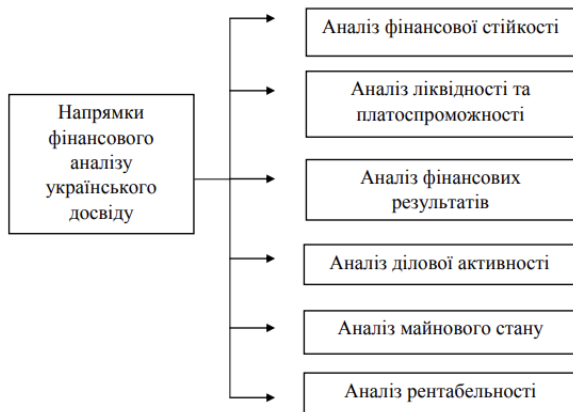 Напрямки
фінансового
аналізу
українського
досвіду
Аналіз фінансової стійкості
Аналіз ліквідності та
платоспроможності
Аналіз фінансових
результатів
Аналіз ділової активності
Аналіз майнового стану
Аналіз рентабельності